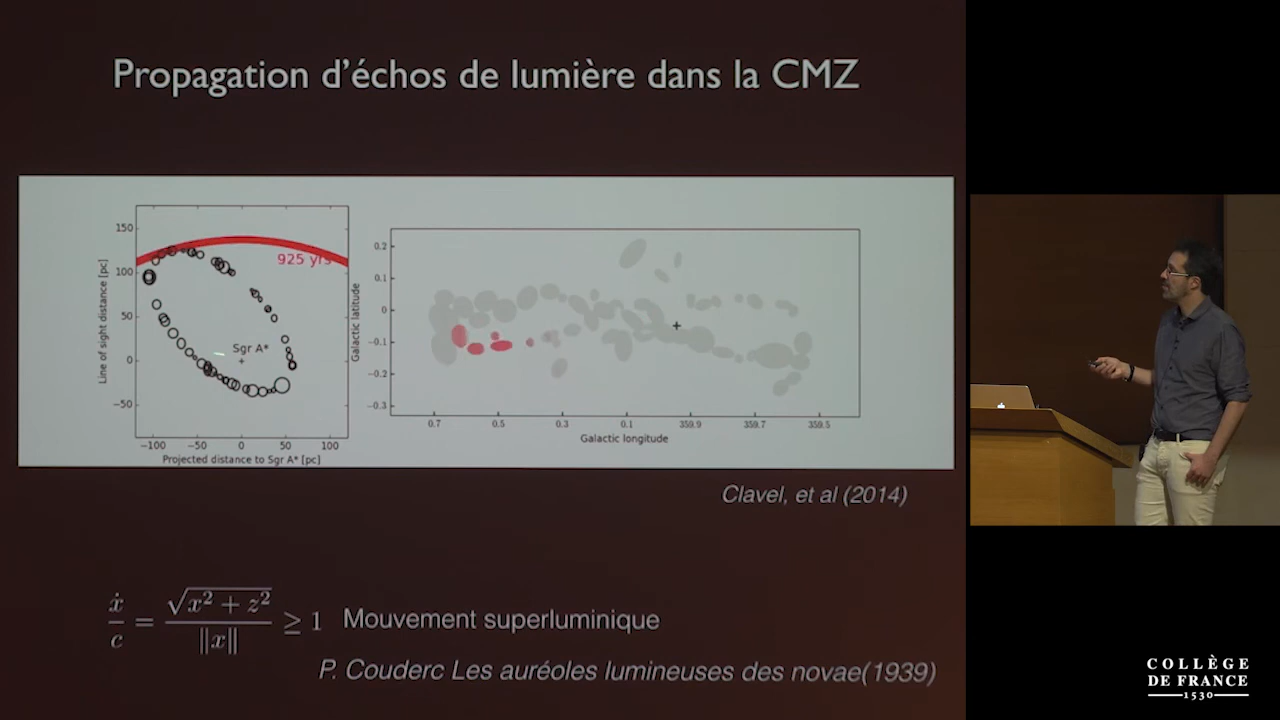 Propagation d'échos de lumière dans la CMZ
Line of sight distance [pc]
150
100
50
0
−50
925 yrs
Sgr A*
−100 −50 0 50 100
Projected distance to Sgr A* [pc]
Galactic latitude
0.2
0.1
0
−0.1
−0.2
−0.3
0.7 0.5 0.3 0.1 359.9 359.7 359.5
Galactic longitude
Clavel, et al (2014)
ẋ/c = √(x² + z²)/‖x‖ ≥ 1 Mouvement superluminique
P. Couderc Les auréoles lumineuses des novae(1939)
COLLÈGE
DE FRANCE
1530